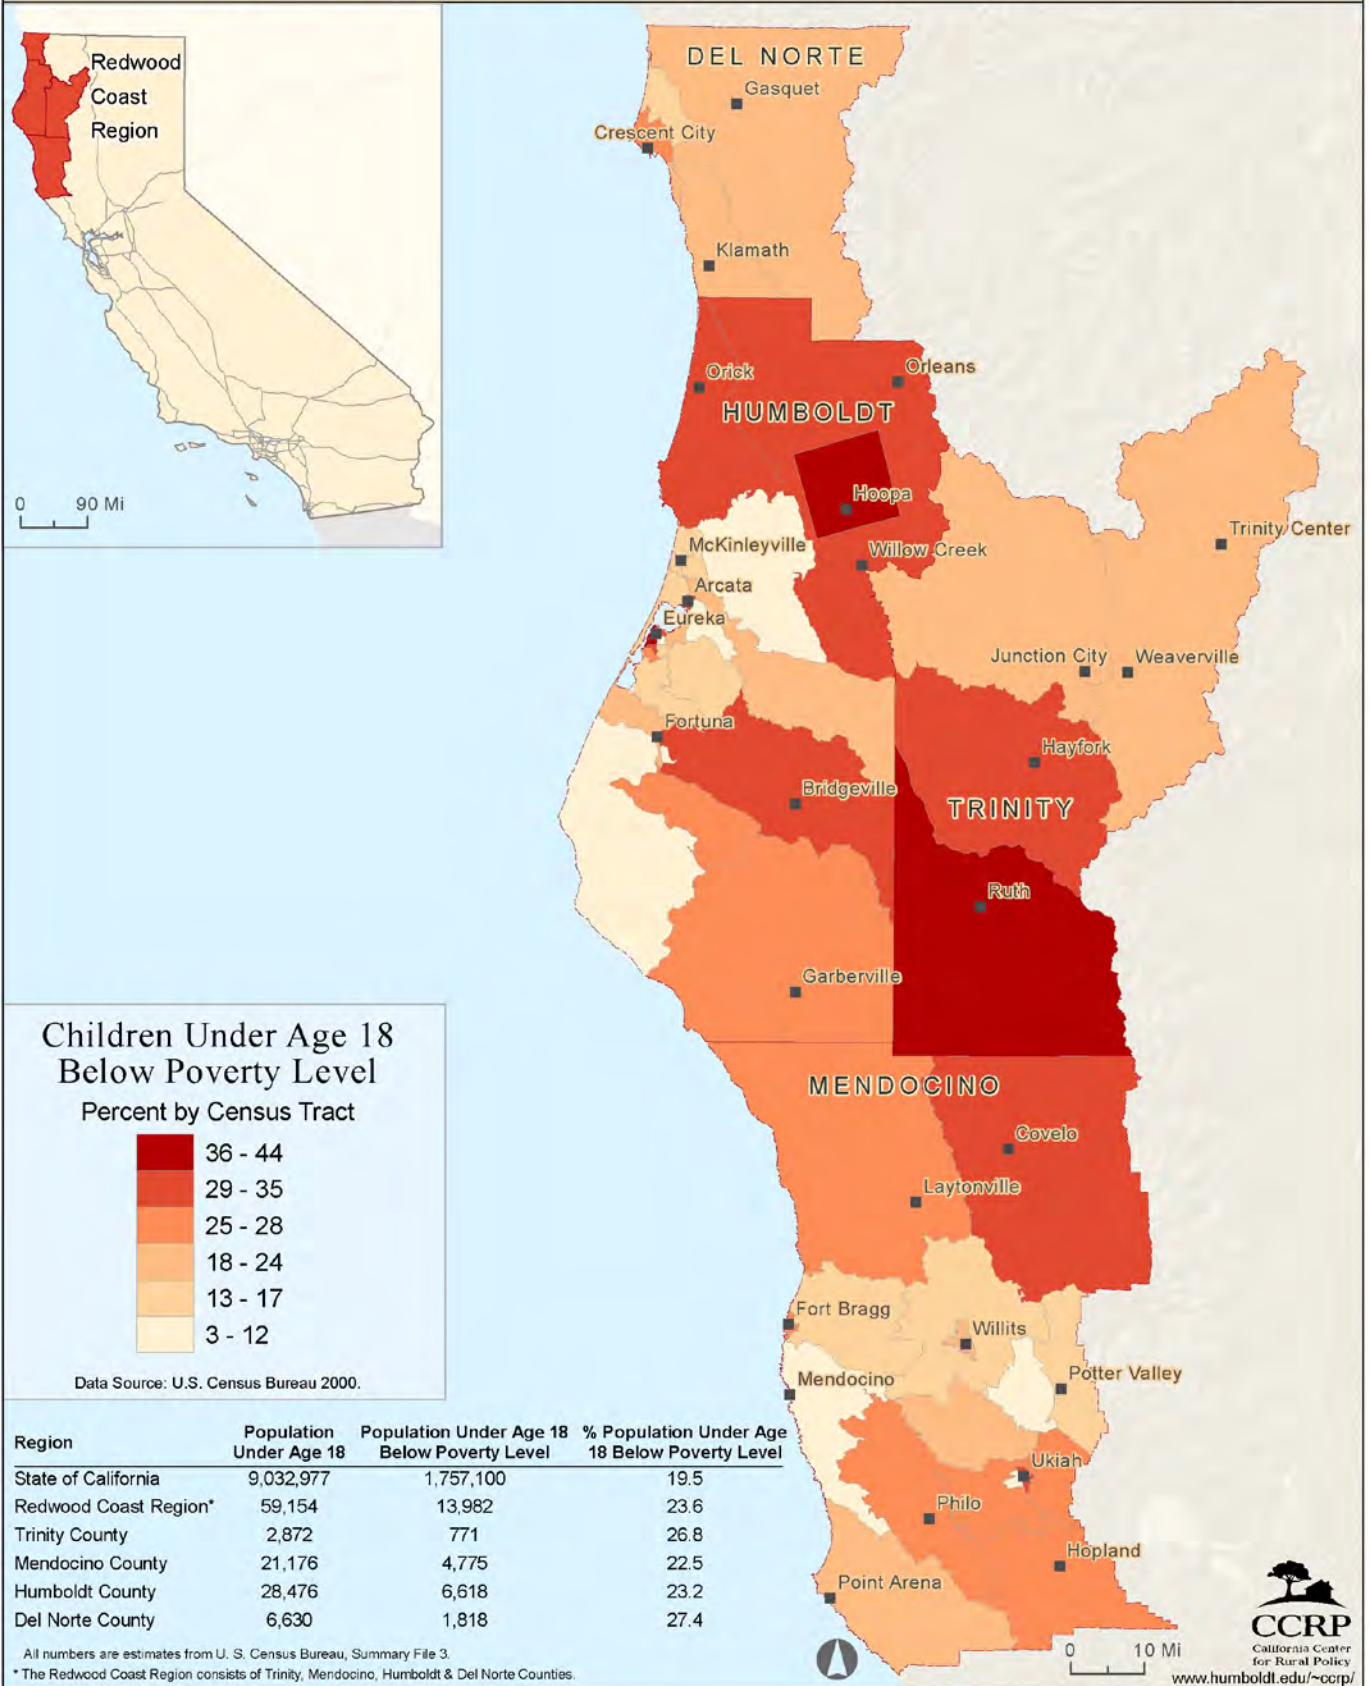 Redwood
Coast
Region
0 90 Mi
DEL NORTE
Gasquet
Crescent City
Klamath
Orick
Orleans
HUMBOLDT
Hoopa
Trinity Center
McKinleyville
Willow Creek
Arcata
Eureka
Junction City
Weaverville
Fortuna
Hayfork
Bridgeville
TRINITY
Ruth
Garberville
MENDOCINO
Covelo
Laytonville
Fort Bragg
Willits
Potter Valley
Mendocino
Ukiah
Philo
Hopland
Point Arena
Children Under Age 18
Below Poverty Level
Percent by Census Tract
36 - 44
29 - 35
25 - 28
18 - 24
13 - 17
3 - 12
Data Source: U.S. Census Bureau 2000.
Region Population Under Age 18 Population Under Age 18 Below Poverty Level % Population Under Age 18 Below Poverty Level
State of California 9,032,977 1,757,100 19.5
Redwood Coast Region* 59,154 13,982 23.6
Trinity County 2,872 771 26.8
Mendocino County 21,176 4,775 22.5
Humboldt County 28,476 6,618 23.2
Del Norte County 6,630 1,818 27.4
All numbers are estimates from U. S. Census Bureau, Summary File 3.
* The Redwood Coast Region consists of Trinity, Mendocino, Humboldt & Del Norte Counties.
0 10 Mi
CCRP
California Center
for Rural Policy
www.humboldt.edu/~ccrp/